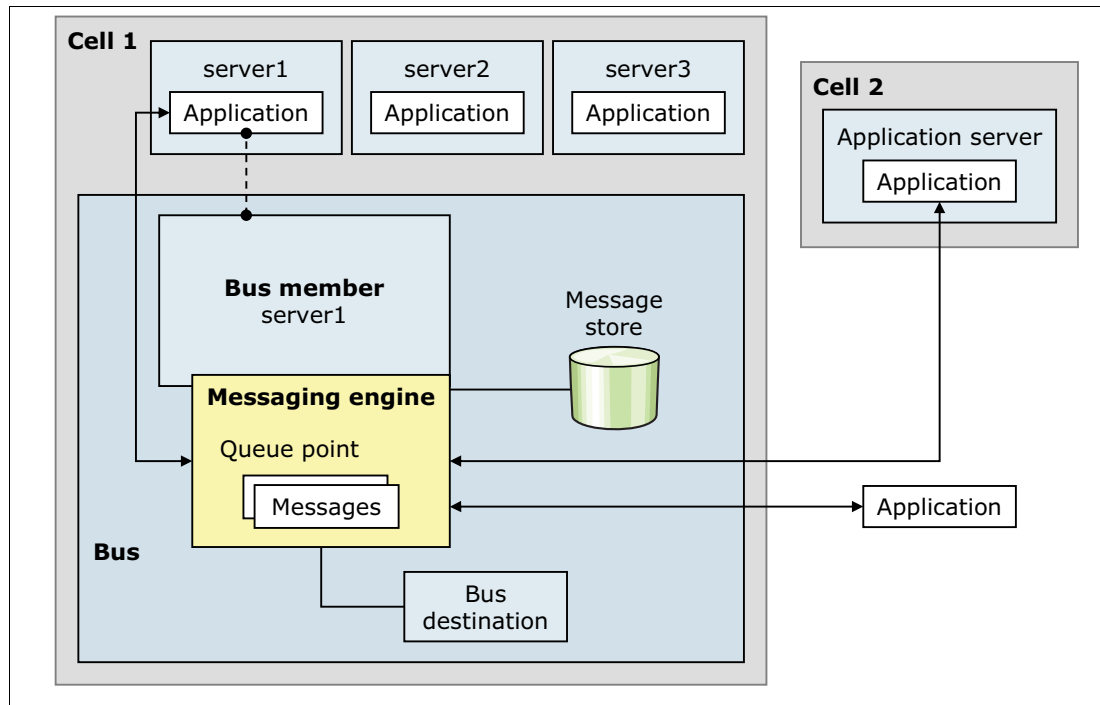 Cell 1
server1
Application
server2
Application
server3
Application
Cell 2
Application server
Application
Bus member
server1
Message
store
Messaging engine
Queue point
Messages
Application
Bus
Bus
destination